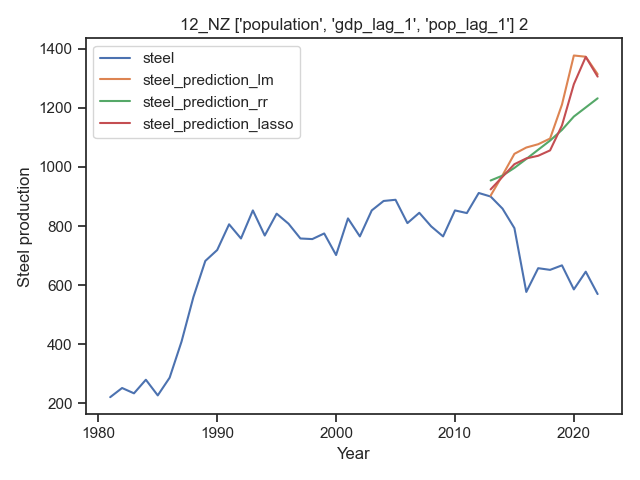 12_NZ ['population', 'gdp_lag_1', 'pop_lag_1'] 2
steel
steel_prediction_lm
steel_prediction_rr
steel_prediction_lasso
Steel production
1400
1200
1000
800
600
400
200
1980
1990
2000
2010
2020
Year